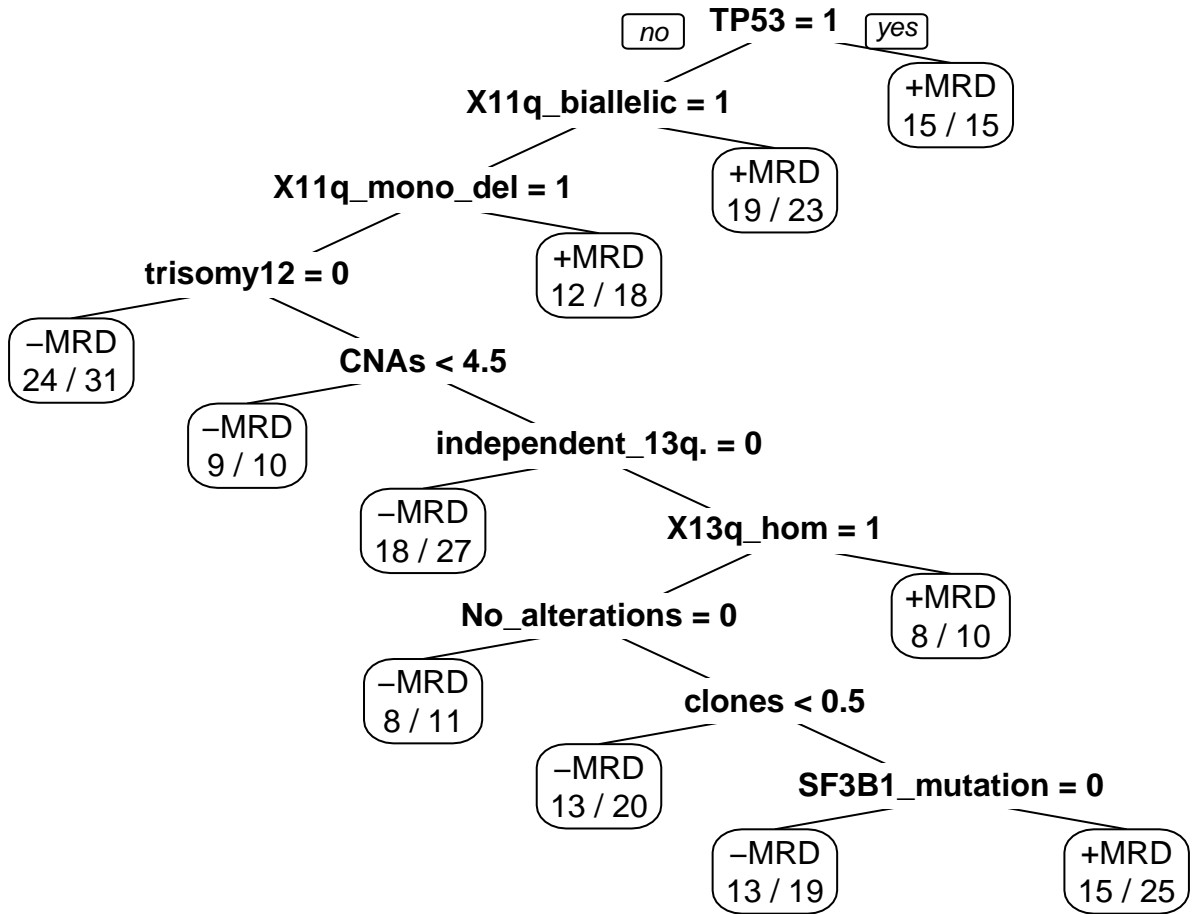 TP53 = 1
no
yes
+MRD
15 / 15
X11q_biallelic = 1
+MRD
19 / 23
X11q_mono_del = 1
+MRD
12 / 18
trisomy12 = 0
−MRD
24 / 31
CNAs < 4.5
−MRD
9 / 10
independent_13q. = 0
−MRD
18 / 27
X13q_hom = 1
+MRD
8 / 10
No_alterations = 0
−MRD
8 / 11
clones < 0.5
−MRD
13 / 20
SF3B1_mutation = 0
−MRD
13 / 19
+MRD
15 / 25